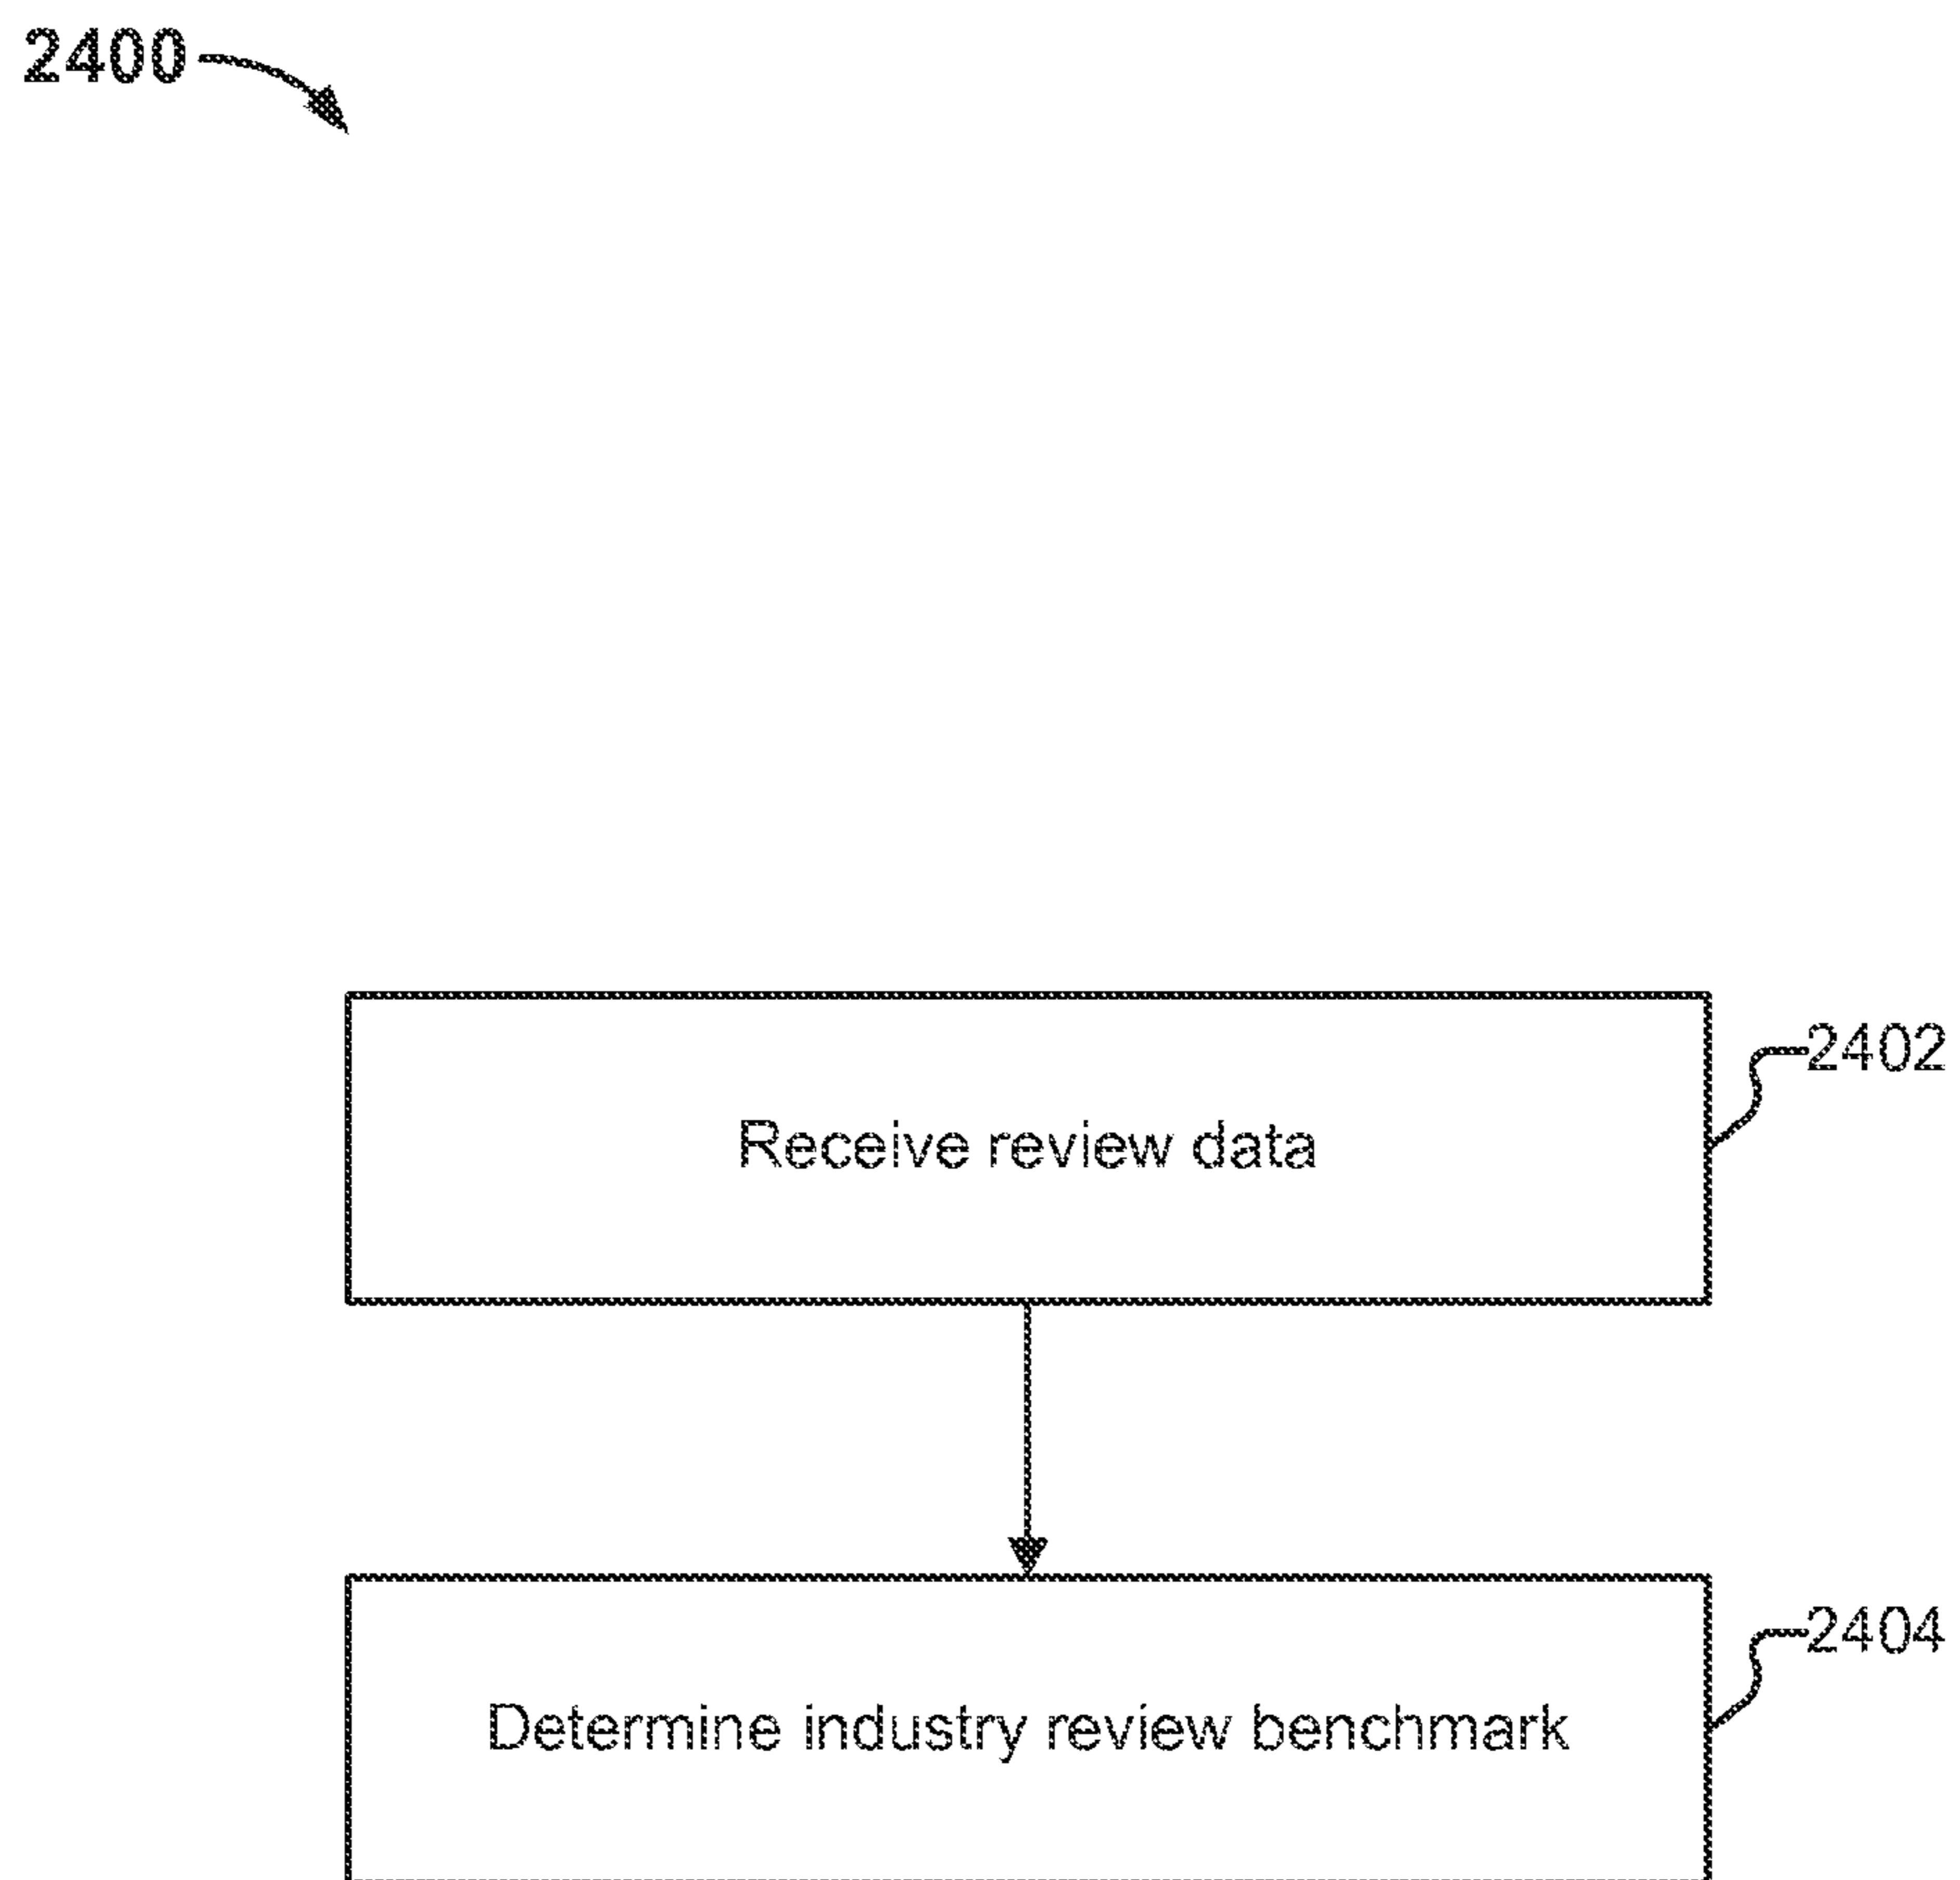 2400
2402
Receive review data
2404
Determine industry review benchmark